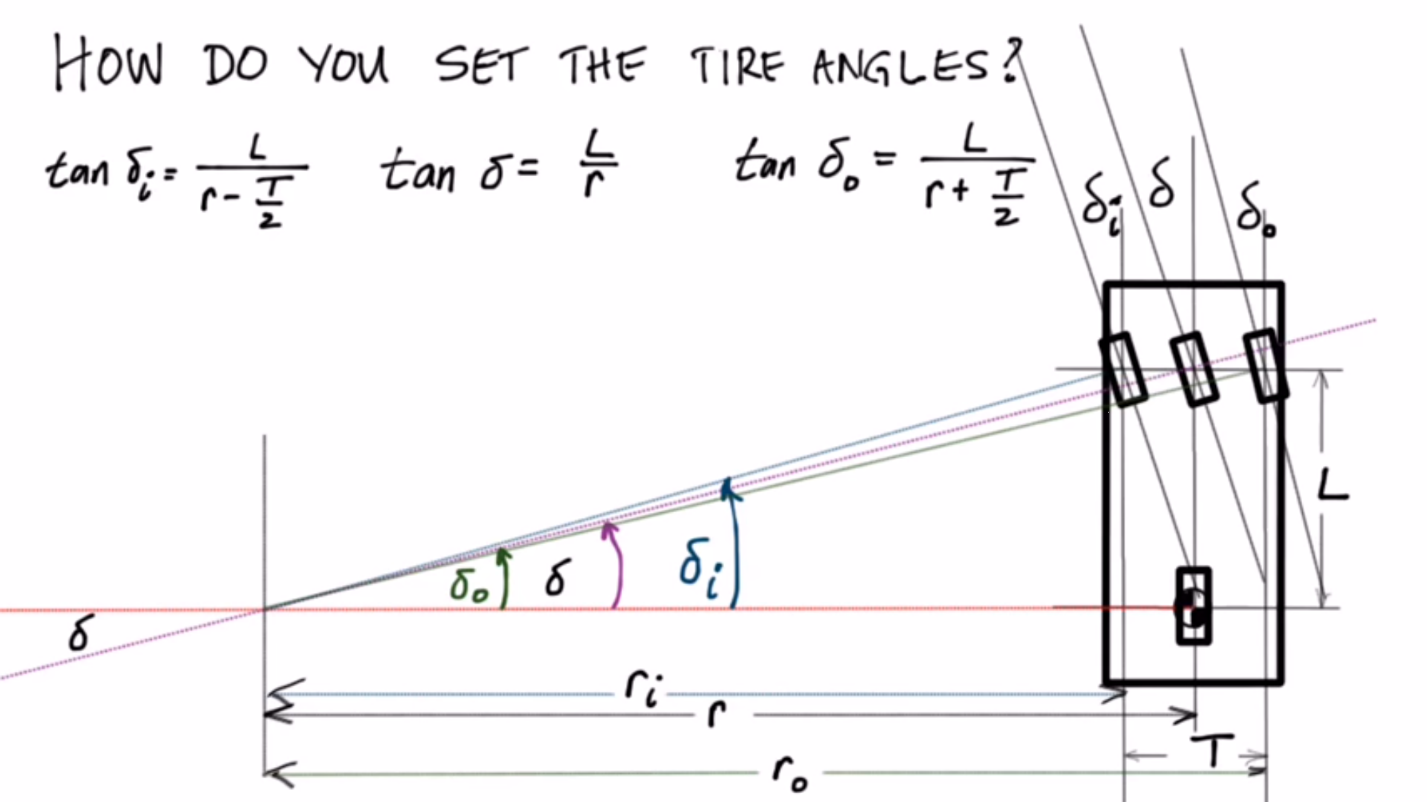 HOW DO YOU SET THE TIRE ANGLES?
tan δi = L / (r - T/2)
tan δ = L / r
tan δo = L / (r + T/2)
δi
δ
δo
L
δo
δ
δi
δ
ri
r
T
ro